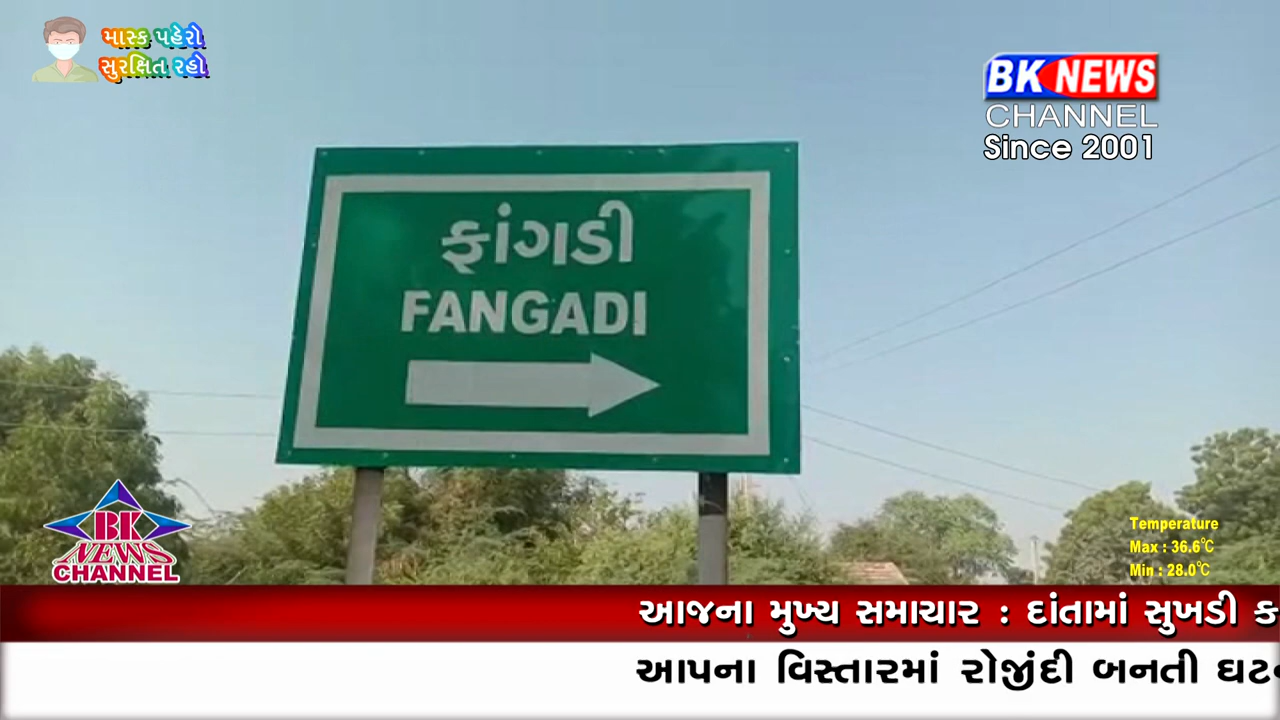 માસ્ક પહેરો
સુરક્ષિત રહો
BK NEWS
CHANNEL
Since 2001
ફાંગડી
FANGADI
BK
NEWS
CHANNEL
Temperature
Max : 36.6℃
Min : 28.0℃
આજના મુખ્ય સમાચાર : દાંતામાં સુખડી
આપના વિસ્તારમાં રોજીંદી બનતી